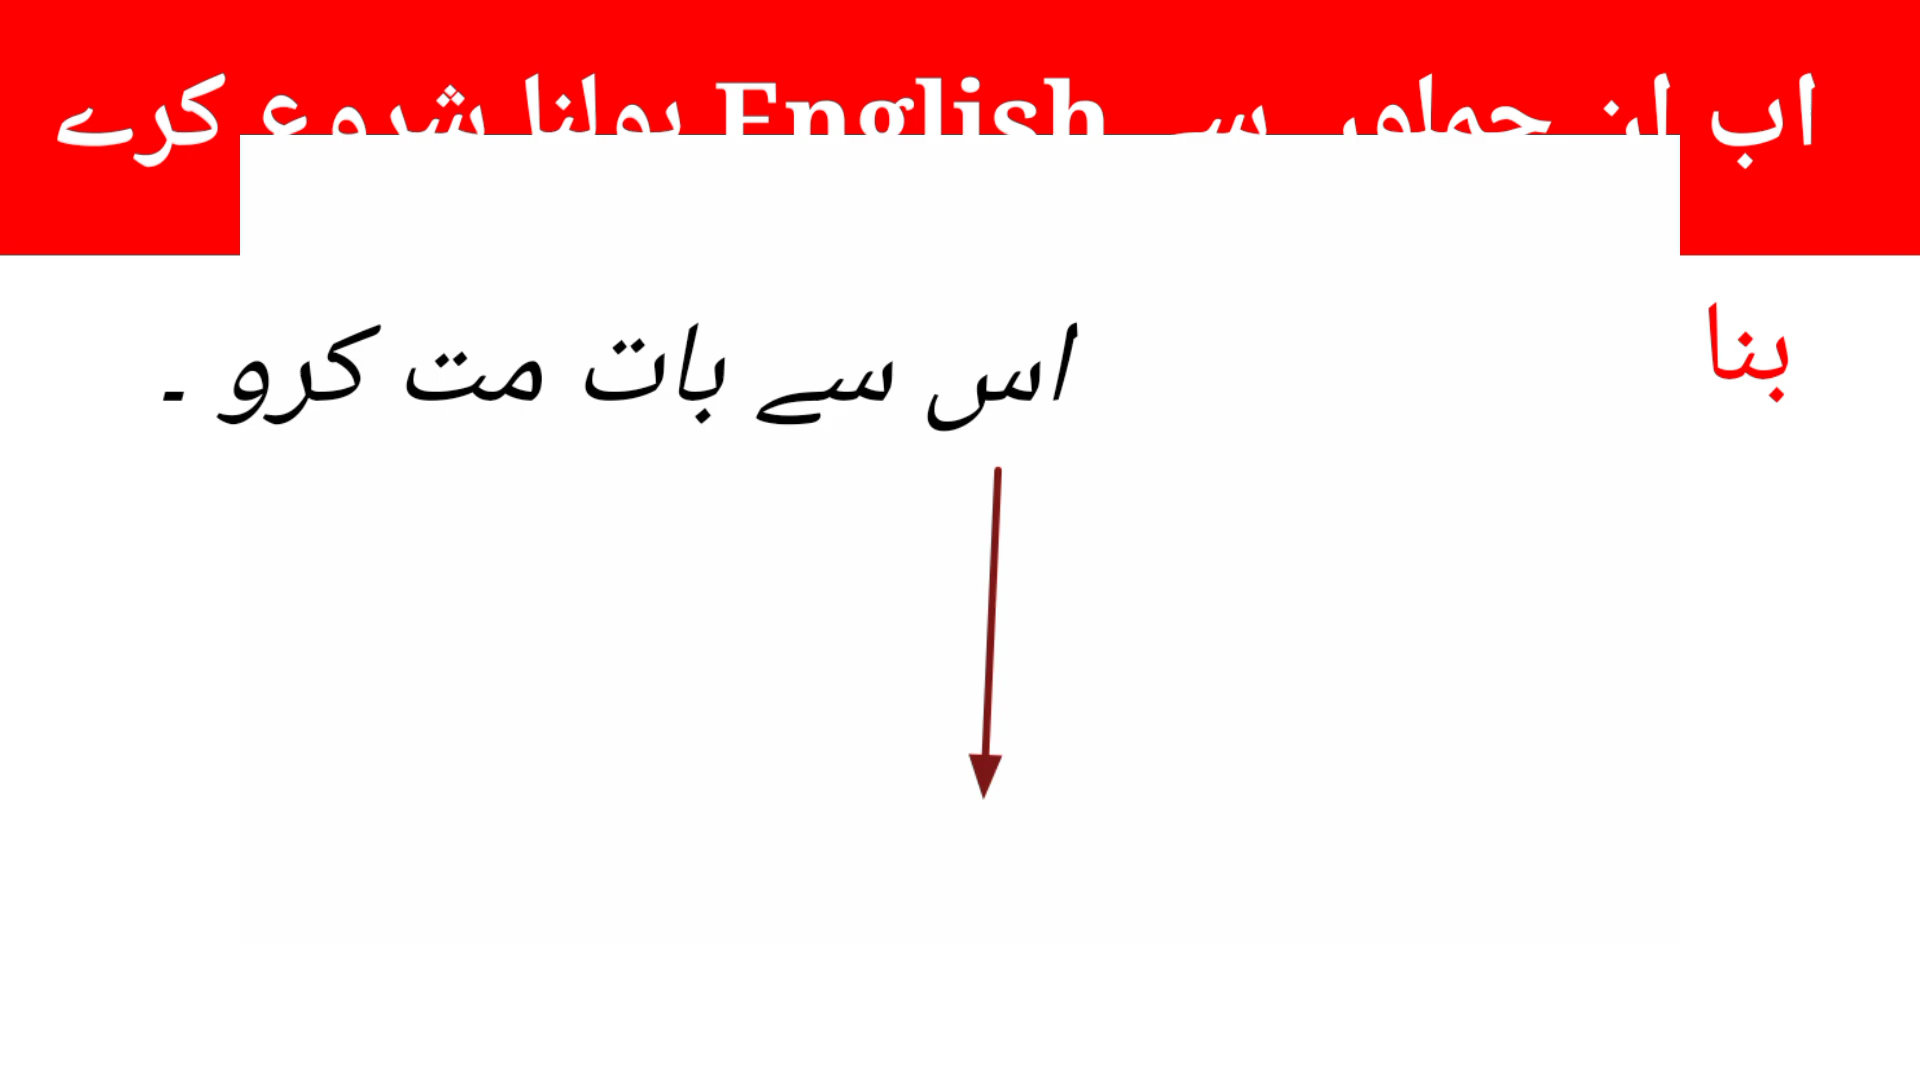 اب ان جملوں سے English بولنا شروع کرے
بنا
اس سے بات مت کرو ۔